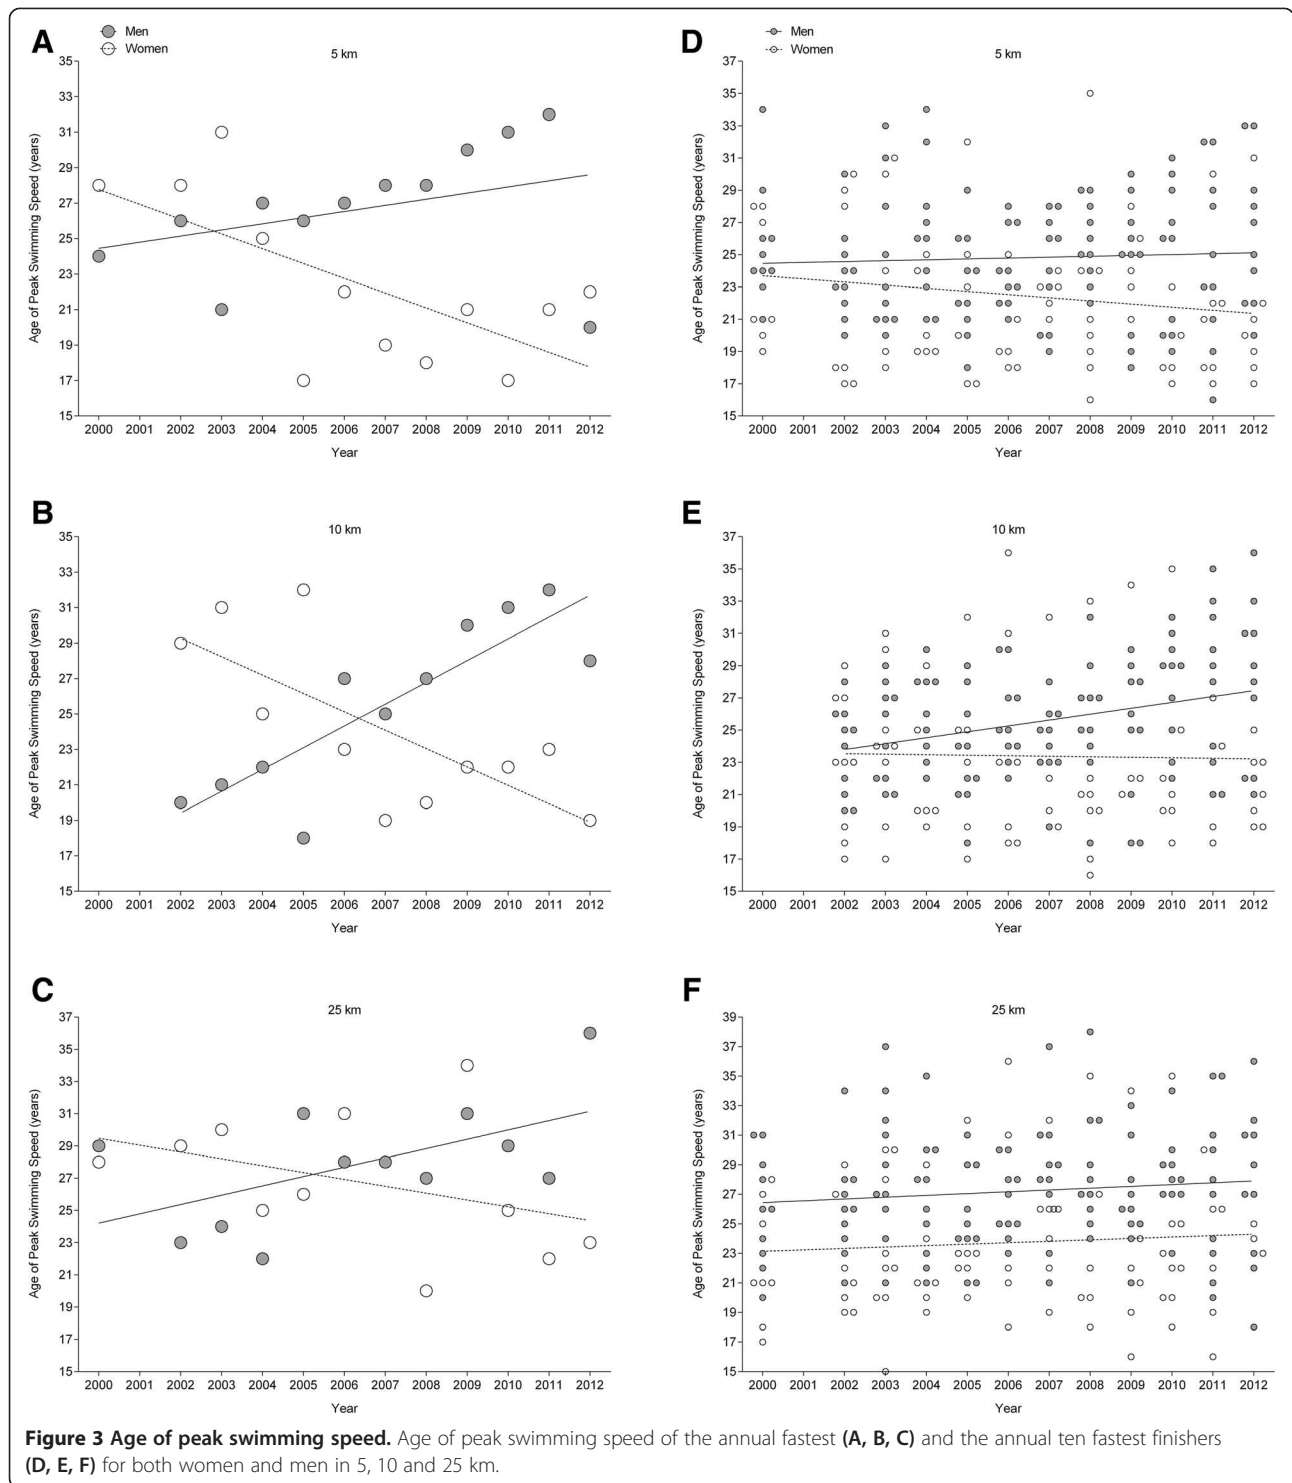 A
Men
Women
5 km
35
33
31
29
27
25
23
21
19
17
15
Age of Peak Swimming Speed (years)
2000 2001 2002 2003 2004 2005 2006 2007 2008 2009 2010 2011 2012
Year
D
Men
Women
5 km
37
35
33
31
29
27
25
23
21
19
17
15
Age of Peak Swimming Speed (years)
2000 2001 2002 2003 2004 2005 2006 2007 2008 2009 2010 2011 2012
Year
B
10 km
35
33
31
29
27
25
23
21
19
17
15
Age of Peak Swimming Speed (years)
2000 2001 2002 2003 2004 2005 2006 2007 2008 2009 2010 2011 2012
Year
E
10 km
37
35
33
31
29
27
25
23
21
19
17
15
Age of Peak Swimming Speed (years)
2000 2001 2002 2003 2004 2005 2006 2007 2008 2009 2010 2011 2012
Year
C
25 km
37
35
33
31
29
27
25
23
21
19
17
15
Age of Peak Swimming Speed (years)
2000 2001 2002 2003 2004 2005 2006 2007 2008 2009 2010 2011 2012
Year
F
25 km
39
37
35
33
31
29
27
25
23
21
19
17
15
Age of Peak Swimming Speed (years)
2000 2001 2002 2003 2004 2005 2006 2007 2008 2009 2010 2011 2012
Year
Figure 3 Age of peak swimming speed. Age of peak swimming speed of the annual fastest (A, B, C) and the annual ten fastest finishers
(D, E, F) for both women and men in 5, 10 and 25 km.